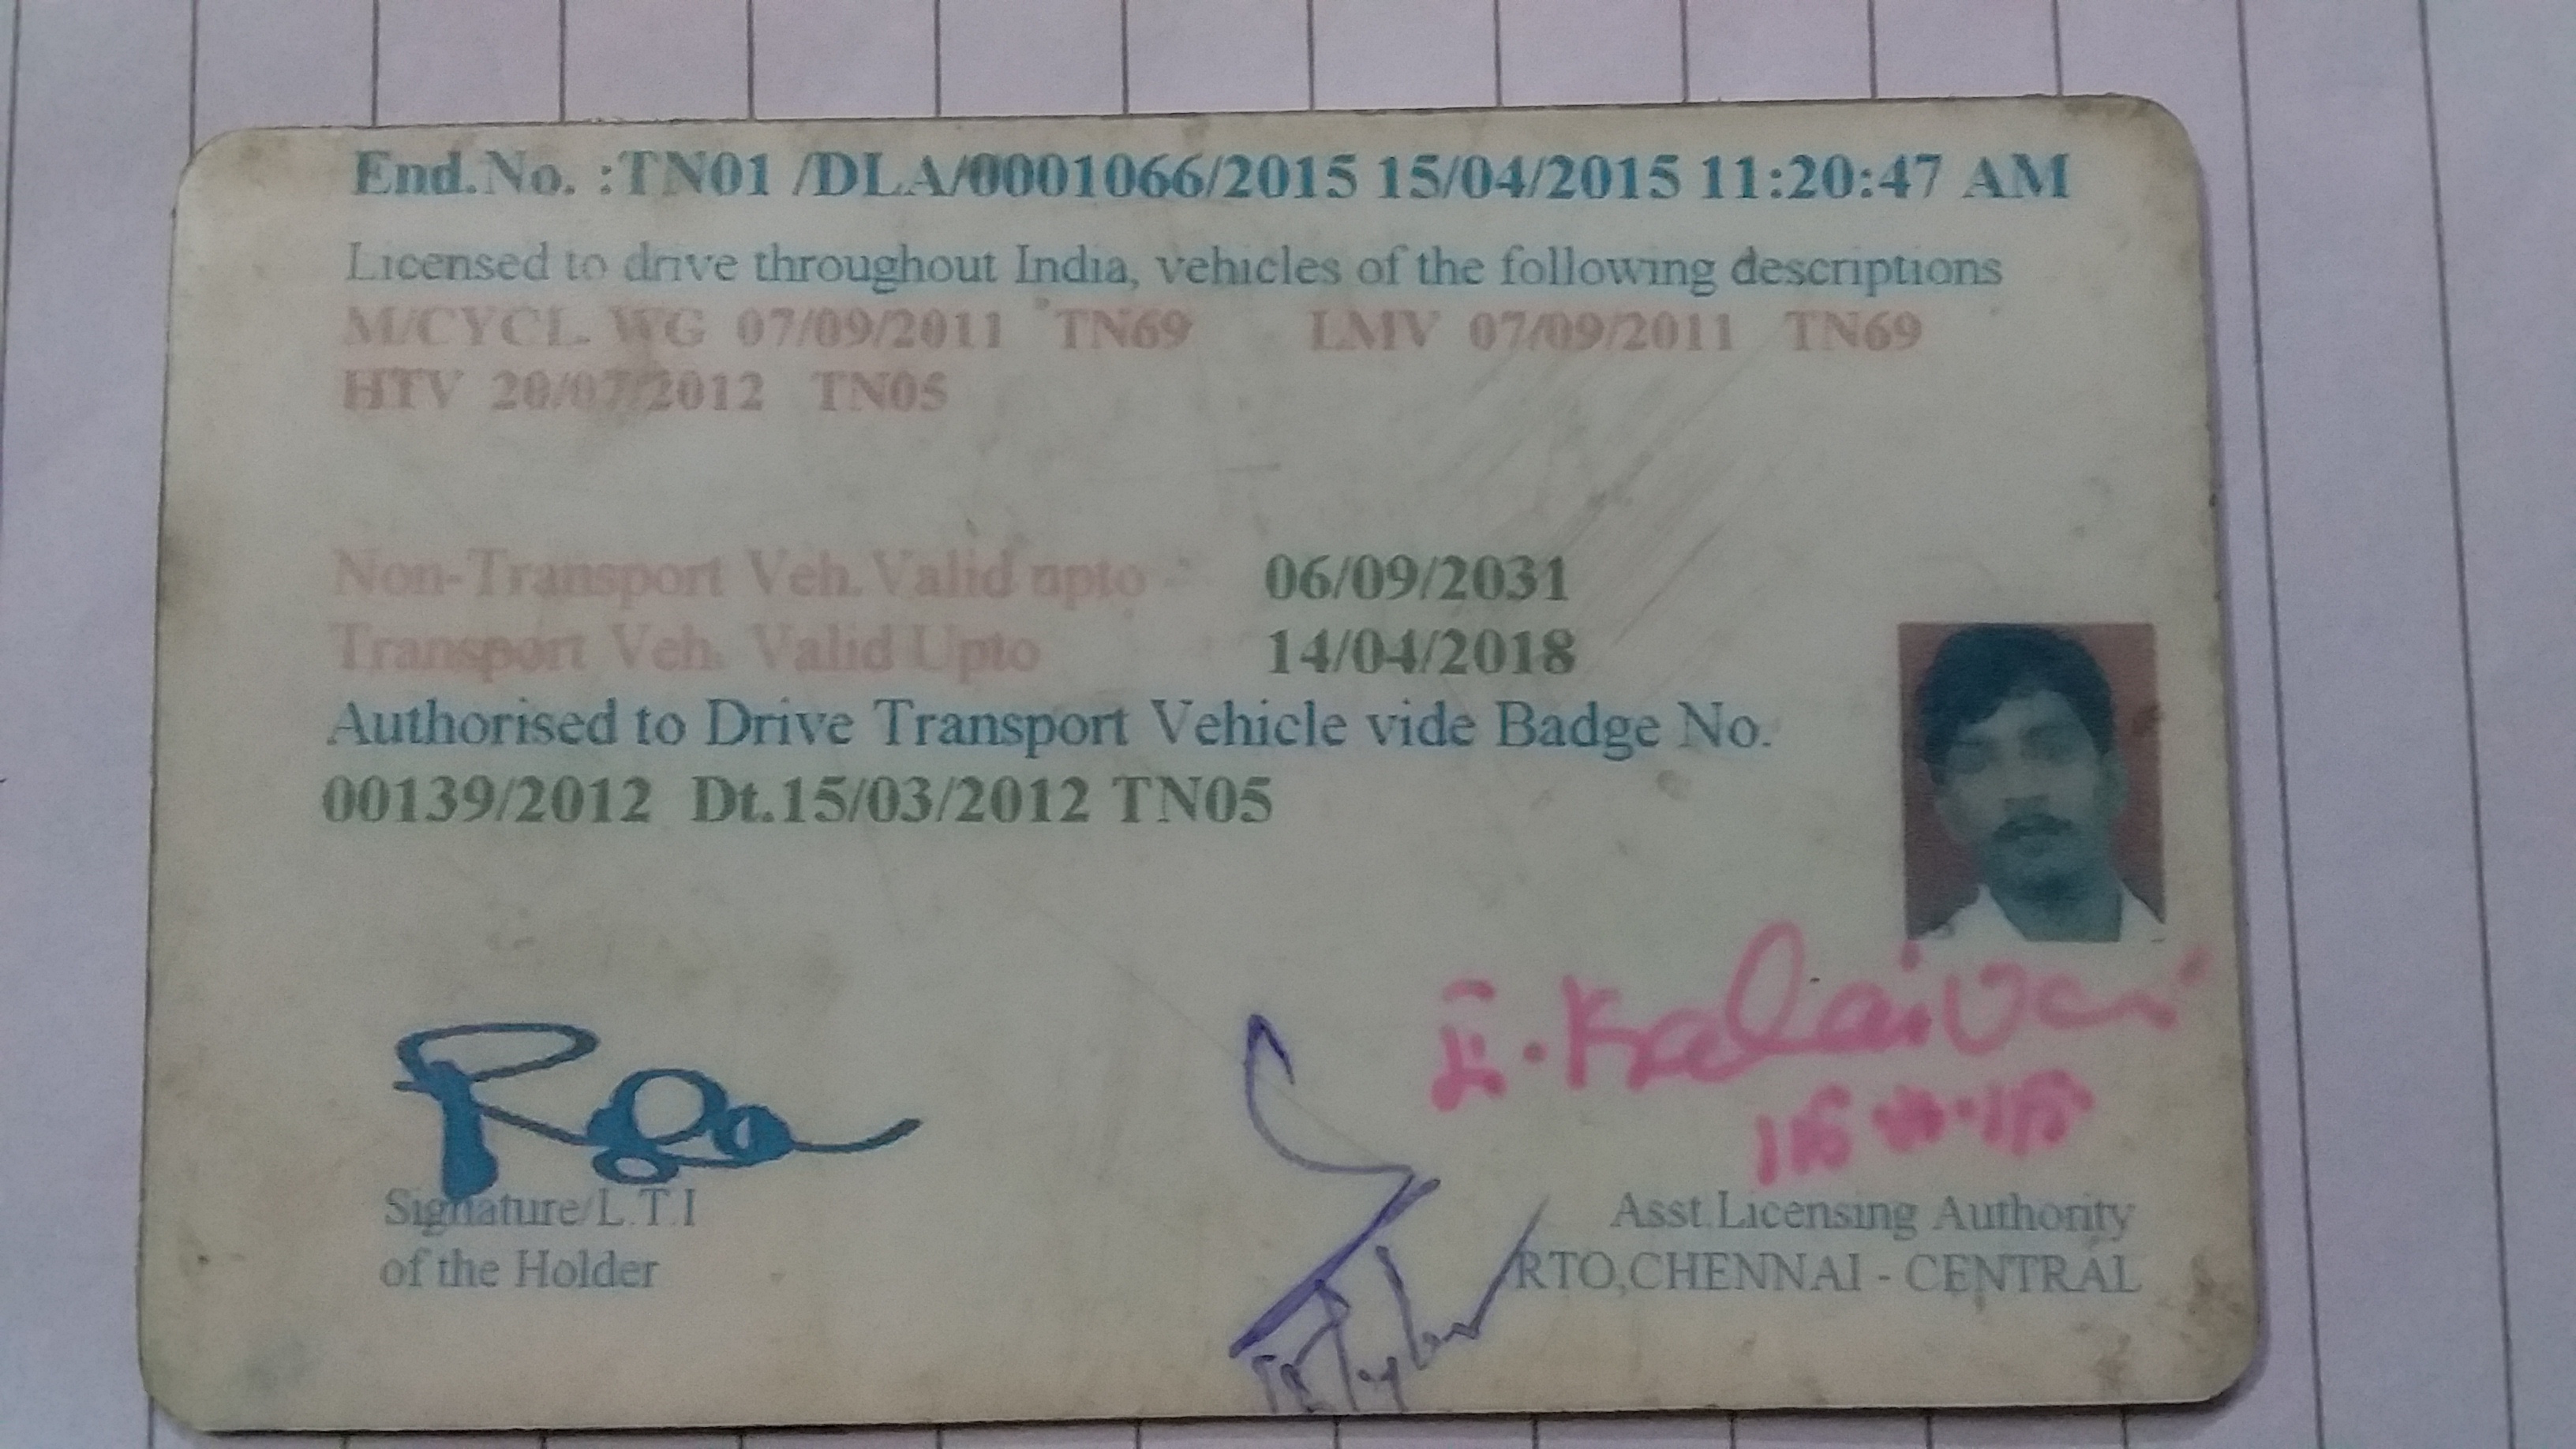 End.No. :TN01 /DLA/0001066/2015 15/04/2015 11:20:47 AM
Licensed to drive throughout India, vehicles of the following descriptions
M/CYCL. WG 07/09/2011 TN69 LMV 07/09/2011 TN69
HTV 20/07/2012 TN05
Non-Transport Veh.Valid upto : 06/09/2031
Transport Veh. Valid Upto 14/04/2018
Authorised to Drive Transport Vehicle vide Badge No.
00139/2012 Dt.15/03/2012 TN05
E. Kalaivani
Signature/L.T.I
of the Holder
Asst.Licensing Authority
RTO,CHENNAI - CENTRAL